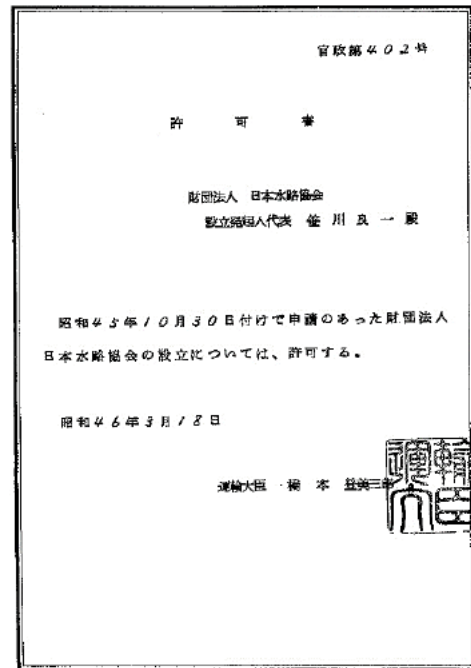 官政第402号
許可書
財団法人 日本水路協会
設立発起人代表 笹川良一殿
昭和45年10月30日付けで申請のあった財団法人
日本水路協会の設立については、許可する。
昭和46年3月18日
運輸大臣 橋本登美三郎